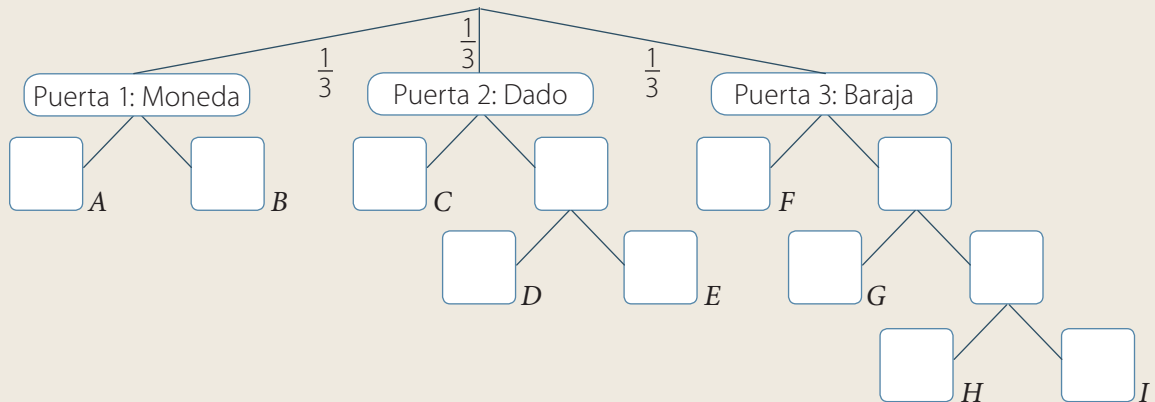 1
3
1
3
1
3
Puerta 1: Moneda
Puerta 2: Dado
Puerta 3: Baraja
A
B
C
F
D
E
G
H
I